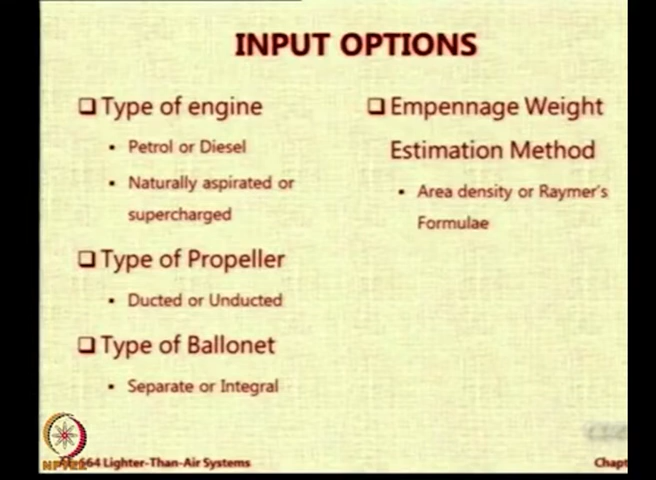 INPUT OPTIONS
❑ Type of engine
• Petrol or Diesel
• Naturally aspirated or
supercharged
❑ Type of Propeller
• Ducted or Unducted
❑ Type of Ballonet
• Separate or Integral
❑ Empennage Weight
Estimation Method
• Area density or Raymer's
Formulae
NPTEL
664 Lighter-Than-Air Systems
Chapt